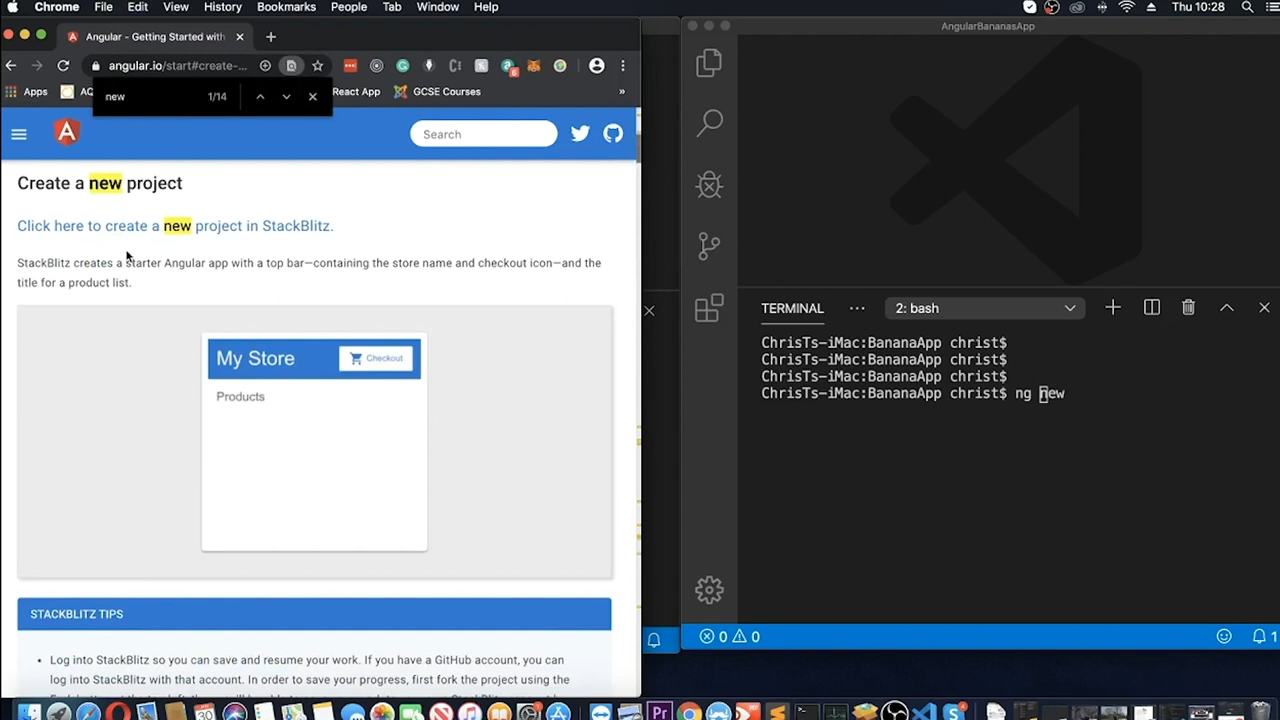 Chrome File Edit View History Bookmarks People Tab Window Help Thu 10:28
Angular - Getting Started with
angular.io/start#create-...
6
Apps AQ React App GCSE Courses »
new 1/14
A Search
Create a new project
Click here to create a new project in StackBlitz.
StackBlitz creates a starter Angular app with a top bar—containing the store name and checkout icon—and the
title for a product list.
My Store Checkout
Products
STACKBLITZ TIPS
• Log into StackBlitz so you can save and resume your work. If you have a GitHub account, you can
log into StackBlitz with that account. In order to save your progress, first fork the project using the
AngularBananasApp
TERMINAL ... 2: bash
ChrisTs-iMac:BananaApp christ$
ChrisTs-iMac:BananaApp christ$
ChrisTs-iMac:BananaApp christ$
ChrisTs-iMac:BananaApp christ$ ng new
0 0 1
30 Pr